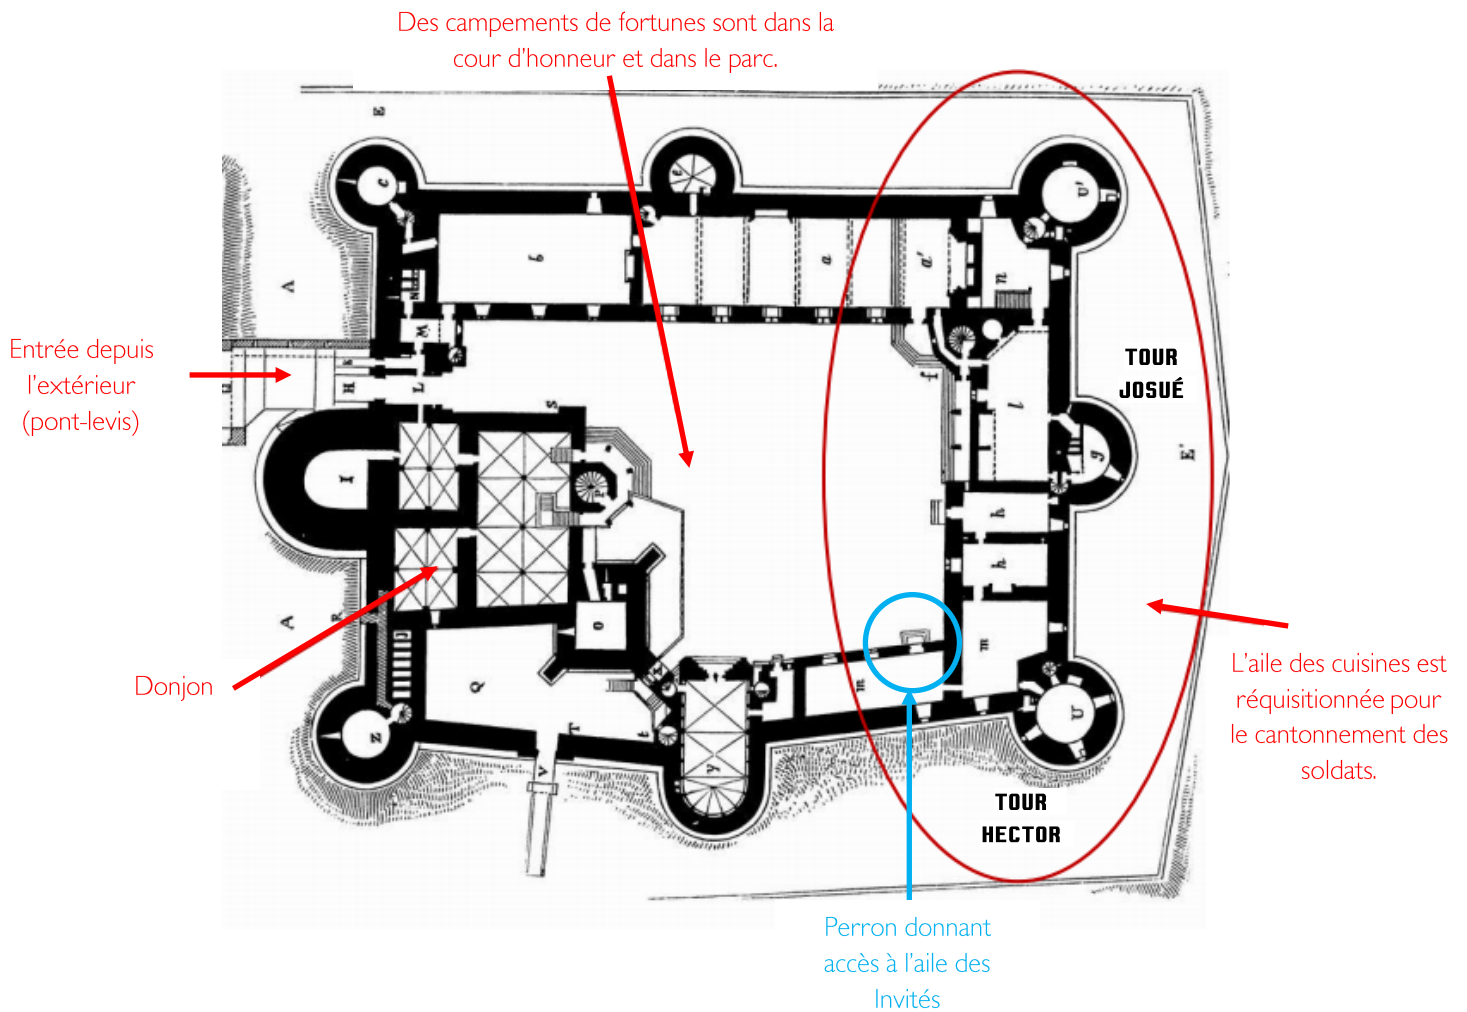 Des campements de fortunes sont dans la
cour d'honneur et dans le parc.
E
c
e
U'
A
b
a
a'
n
N
W
Entrée depuis
l'extérieur
(pont-levis)
k
H
L
f
TOUR
JOSUÉ
S
l
g
E'
I
P
h
h
A
R
O
m
L'aile des cuisines est
réquisitionnée pour
le cantonnement des
soldats.
Donjon
Q
m
U
Z
T
t
V
y
TOUR
HECTOR
Perron donnant
accès à l'aile des
Invités